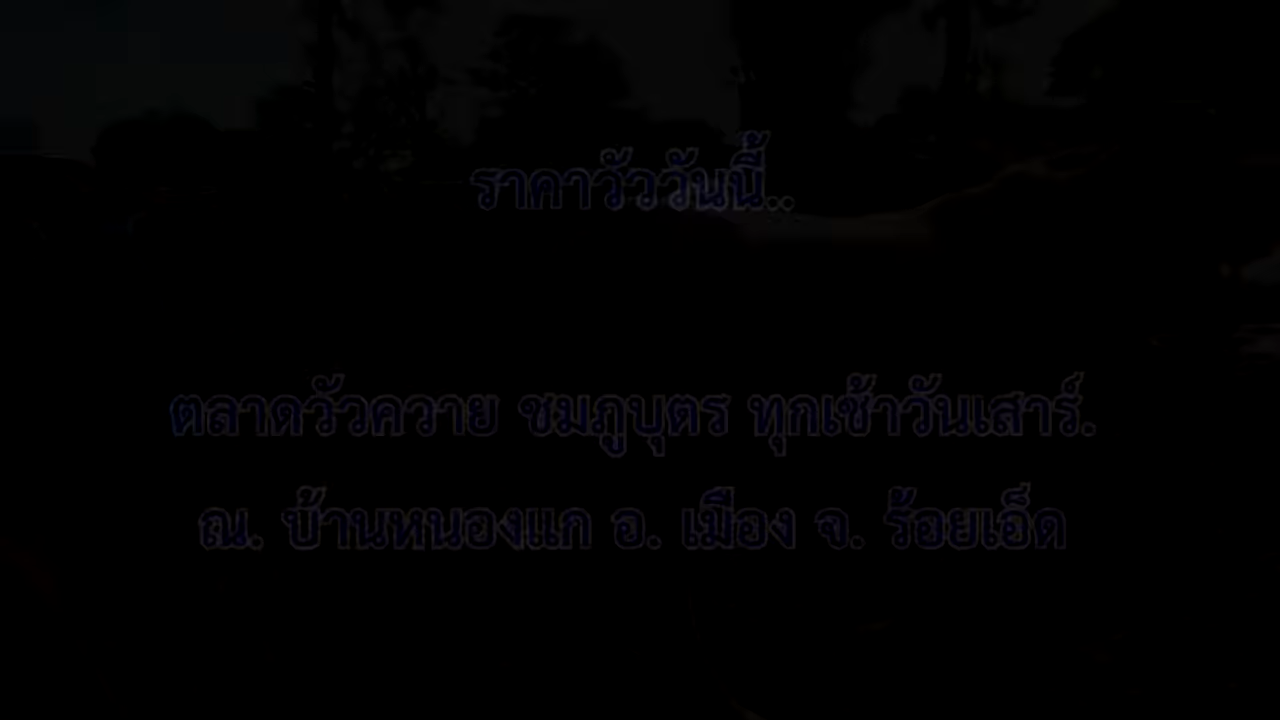 ราคาวัววันนี้..
ตลาดวัวควาย ชมภูบุตร ทุกเช้าวันเสาร์.
ณ. บ้านหนองแก อ. เมือง จ. ร้อยเอ็ด